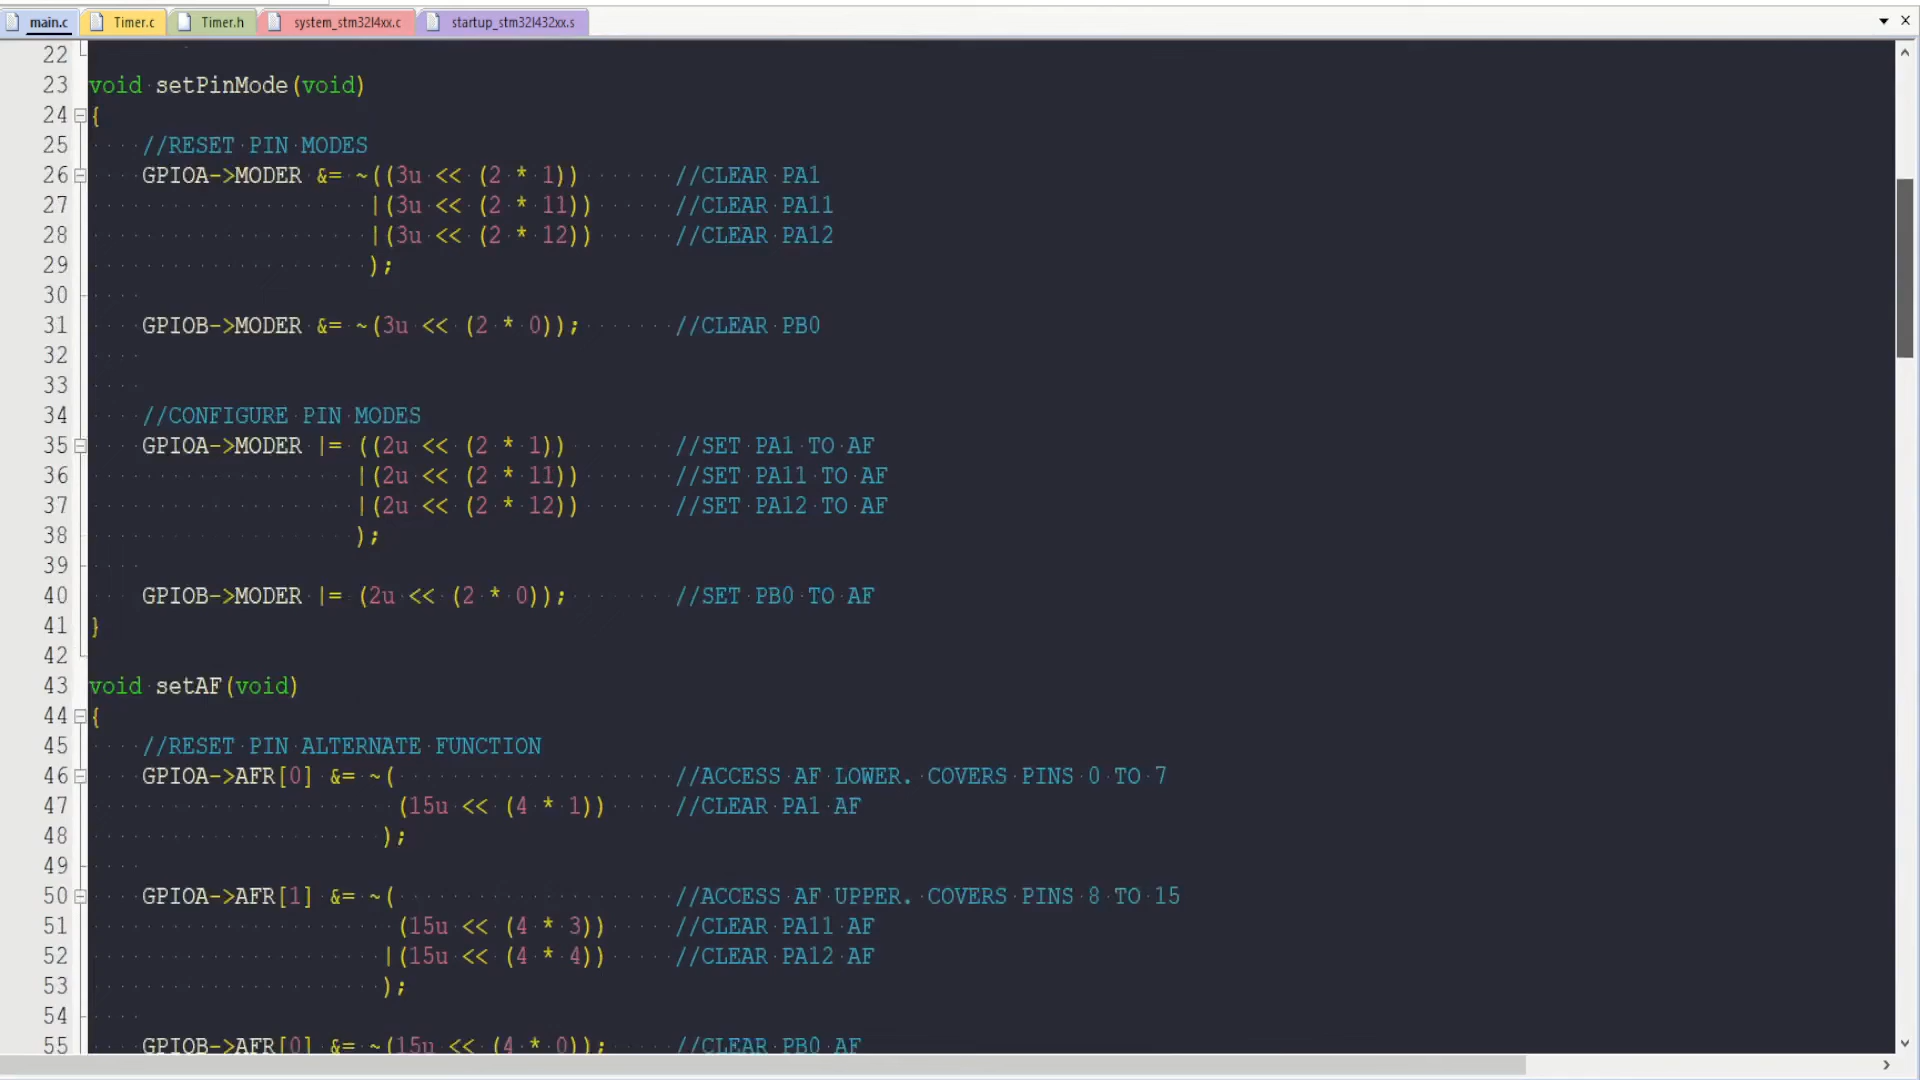 main.c Timer.c Timer.h system_stm32l4xx.c startup_stm32l432xx.s
22
23 void setPinMode(void)
24 {
25 //RESET PIN MODES
26 GPIOA->MODER &= ~((3u << (2 * 1)) //CLEAR PA1
27 |(3u << (2 * 11)) //CLEAR PA11
28 |(3u << (2 * 12)) //CLEAR PA12
29 );
30
31 GPIOB->MODER &= ~(3u << (2 * 0)); //CLEAR PB0
32
33
34 //CONFIGURE PIN MODES
35 GPIOA->MODER |= ((2u << (2 * 1)) //SET PA1 TO AF
36 |(2u << (2 * 11)) //SET PA11 TO AF
37 |(2u << (2 * 12)) //SET PA12 TO AF
38 );
39
40 GPIOB->MODER |= (2u << (2 * 0)); //SET PB0 TO AF
41 }
42
43 void setAF(void)
44 {
45 //RESET PIN ALTERNATE FUNCTION
46 GPIOA->AFR[0] &= ~( //ACCESS AF LOWER. COVERS PINS 0 TO 7
47 (15u << (4 * 1)) //CLEAR PA1 AF
48 );
49
50 GPIOA->AFR[1] &= ~( //ACCESS AF UPPER. COVERS PINS 8 TO 15
51 (15u << (4 * 3)) //CLEAR PA11 AF
52 |(15u << (4 * 4)) //CLEAR PA12 AF
53 );
54
55 GPIOB->AFR[0] &= ~(15u << (4 * 0)); //CLEAR PB0 AF